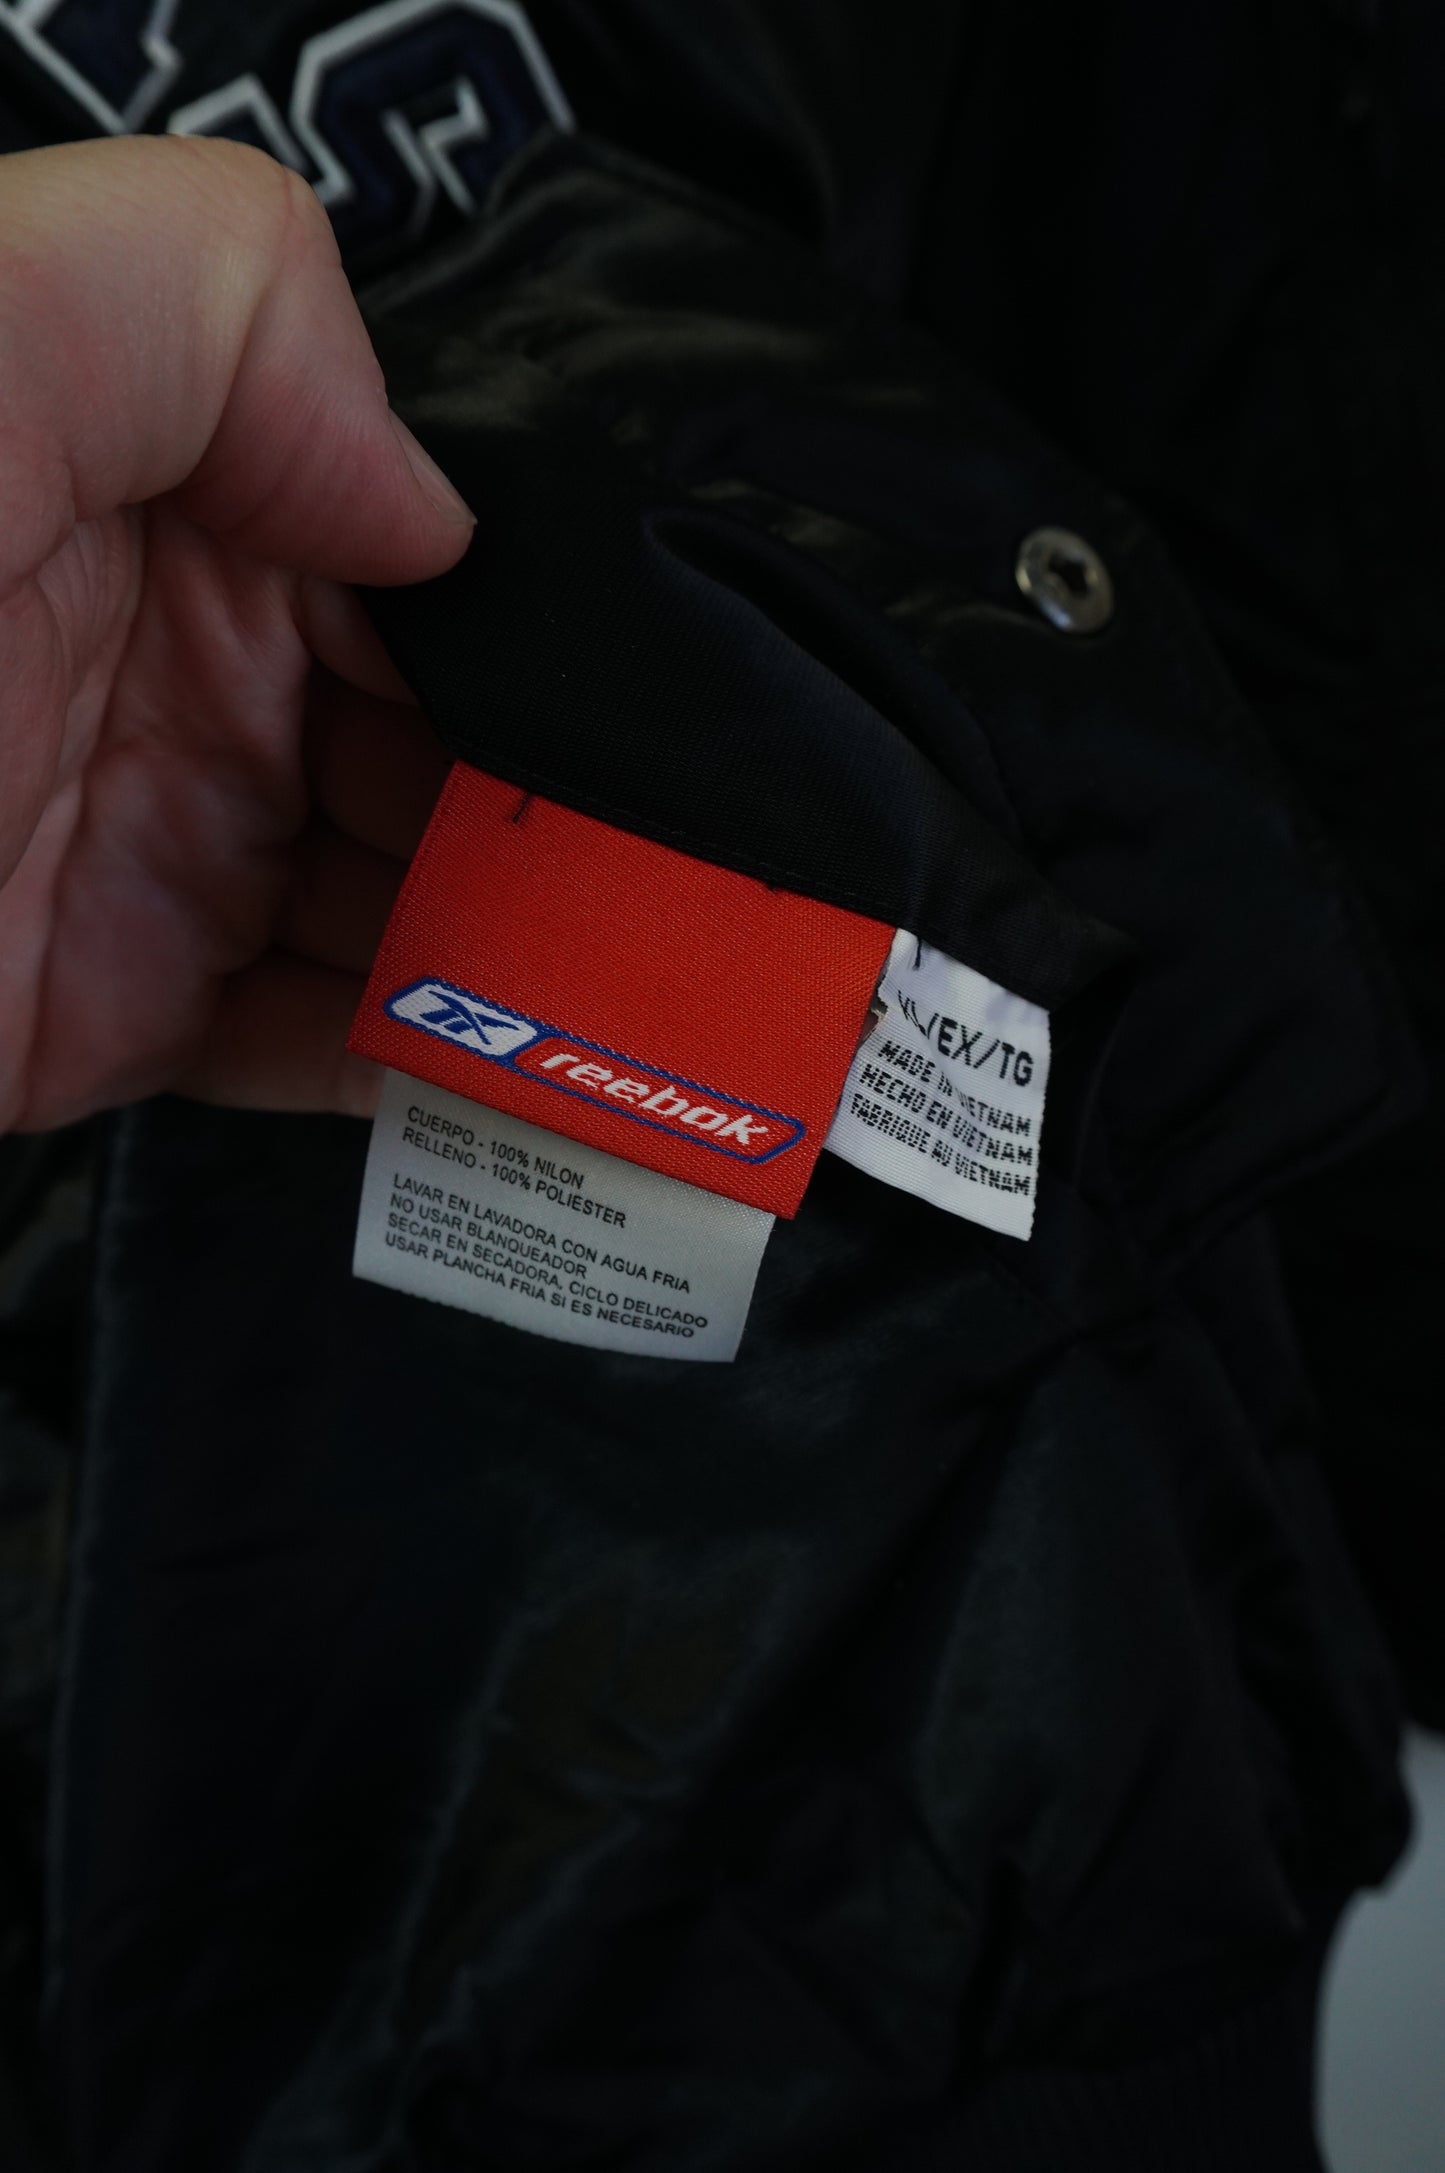 reebok
XL/EX/TG
MADE IN VIETNAM
HECHO EN VIETNAM
FABRIQUE AU VIETNAM
CUERPO - 100% NILON
RELLENO - 100% POLIESTER
LAVAR EN LAVADORA CON AGUA FRIA
NO USAR BLANQUEADOR
SECAR EN SECADORA, CICLO DELICADO
USAR PLANCHA FRIA SI ES NECESARIO